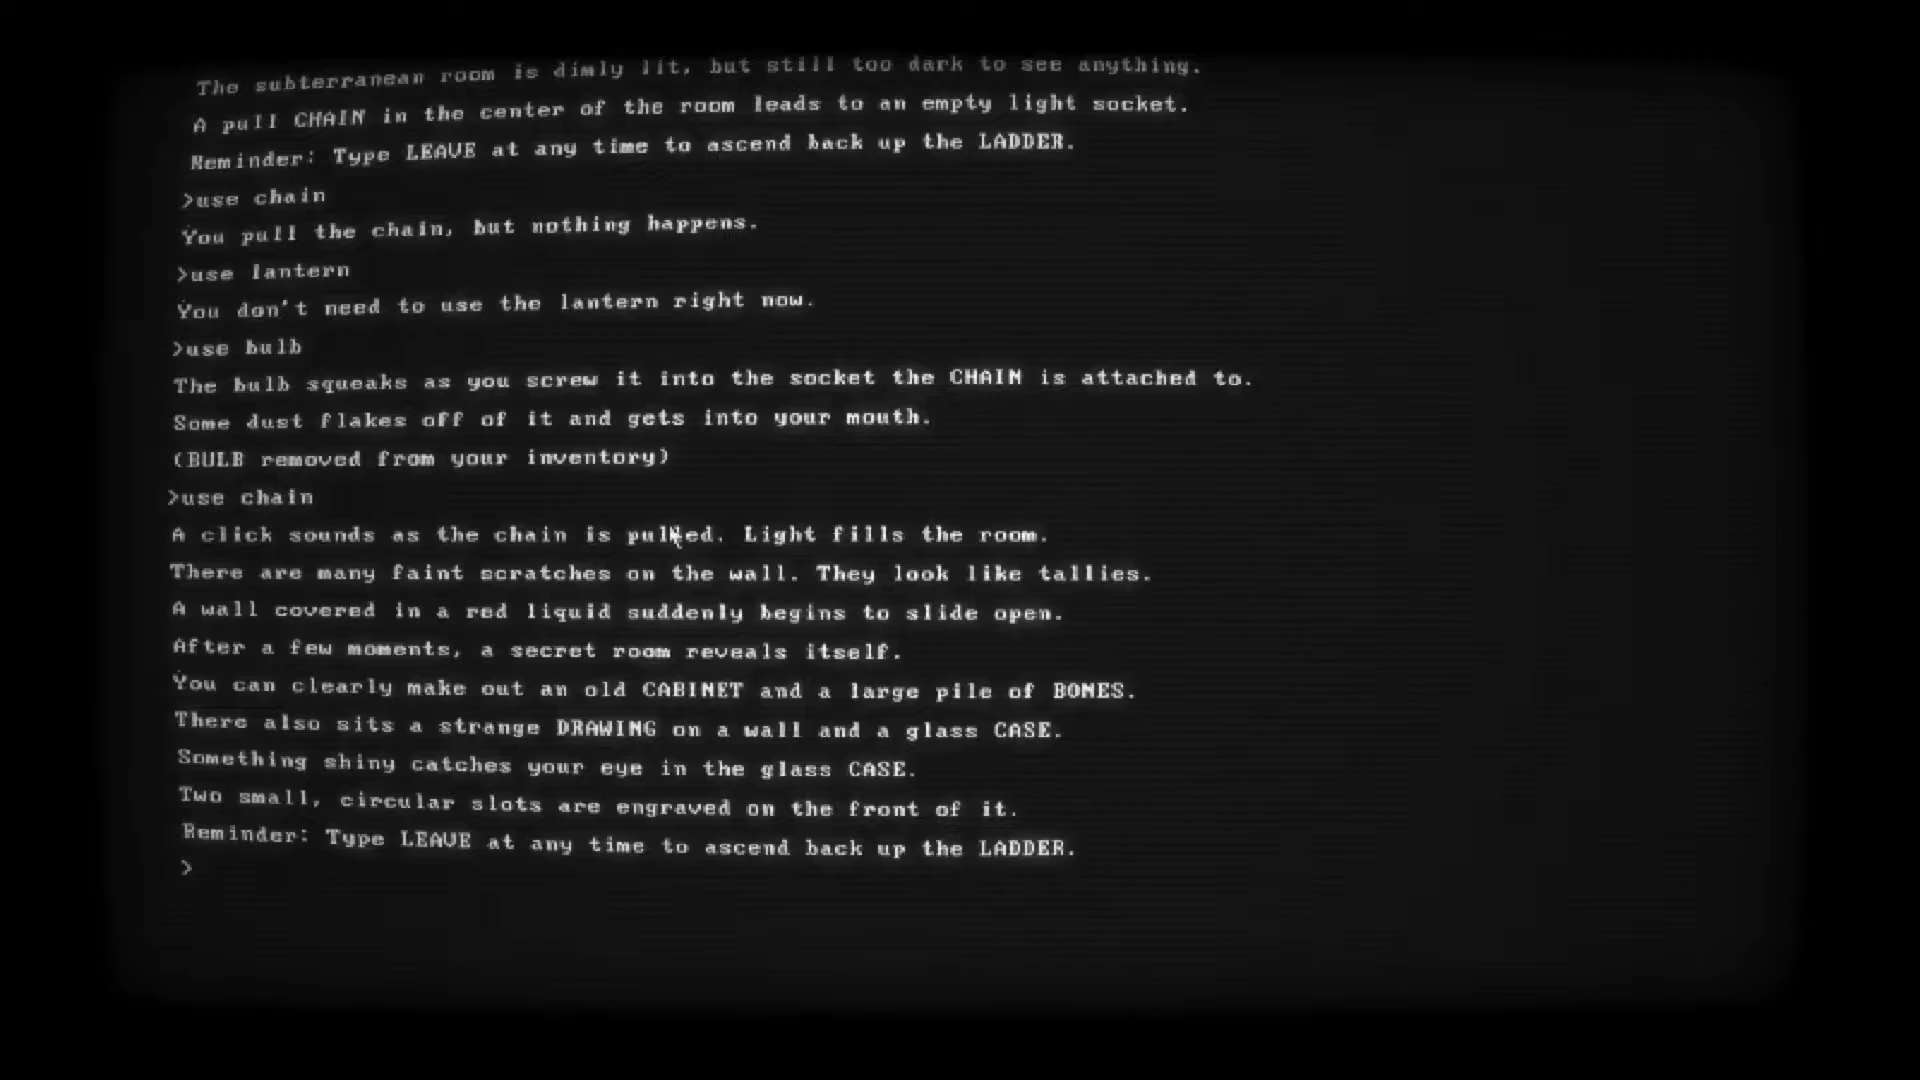 The subterranean room is dimly lit, but still too dark to see anything.
A pull CHAIN in the center of the room leads to an empty light socket.
Reminder: Type LEAVE at any time to ascend back up the LADDER.
>use chain
You pull the chain, but nothing happens.
>use lantern
You don't need to use the lantern right now.
>use bulb
The bulb squeaks as you screw it into the socket the CHAIN is attached to.
Some dust flakes off of it and gets into your mouth.
(BULB removed from your inventory)
>use chain
A click sounds as the chain is pulled. Light fills the room.
There are many faint scratches on the wall. They look like tallies.
A wall covered in a red liquid suddenly begins to slide open.
After a few moments, a secret room reveals itself.
You can clearly make out an old CABINET and a large pile of BONES.
There also sits a strange DRAWING on a wall and a glass CASE.
Something shiny catches your eye in the glass CASE.
Two small, circular slots are engraved on the front of it.
Reminder: Type LEAVE at any time to ascend back up the LADDER.
>